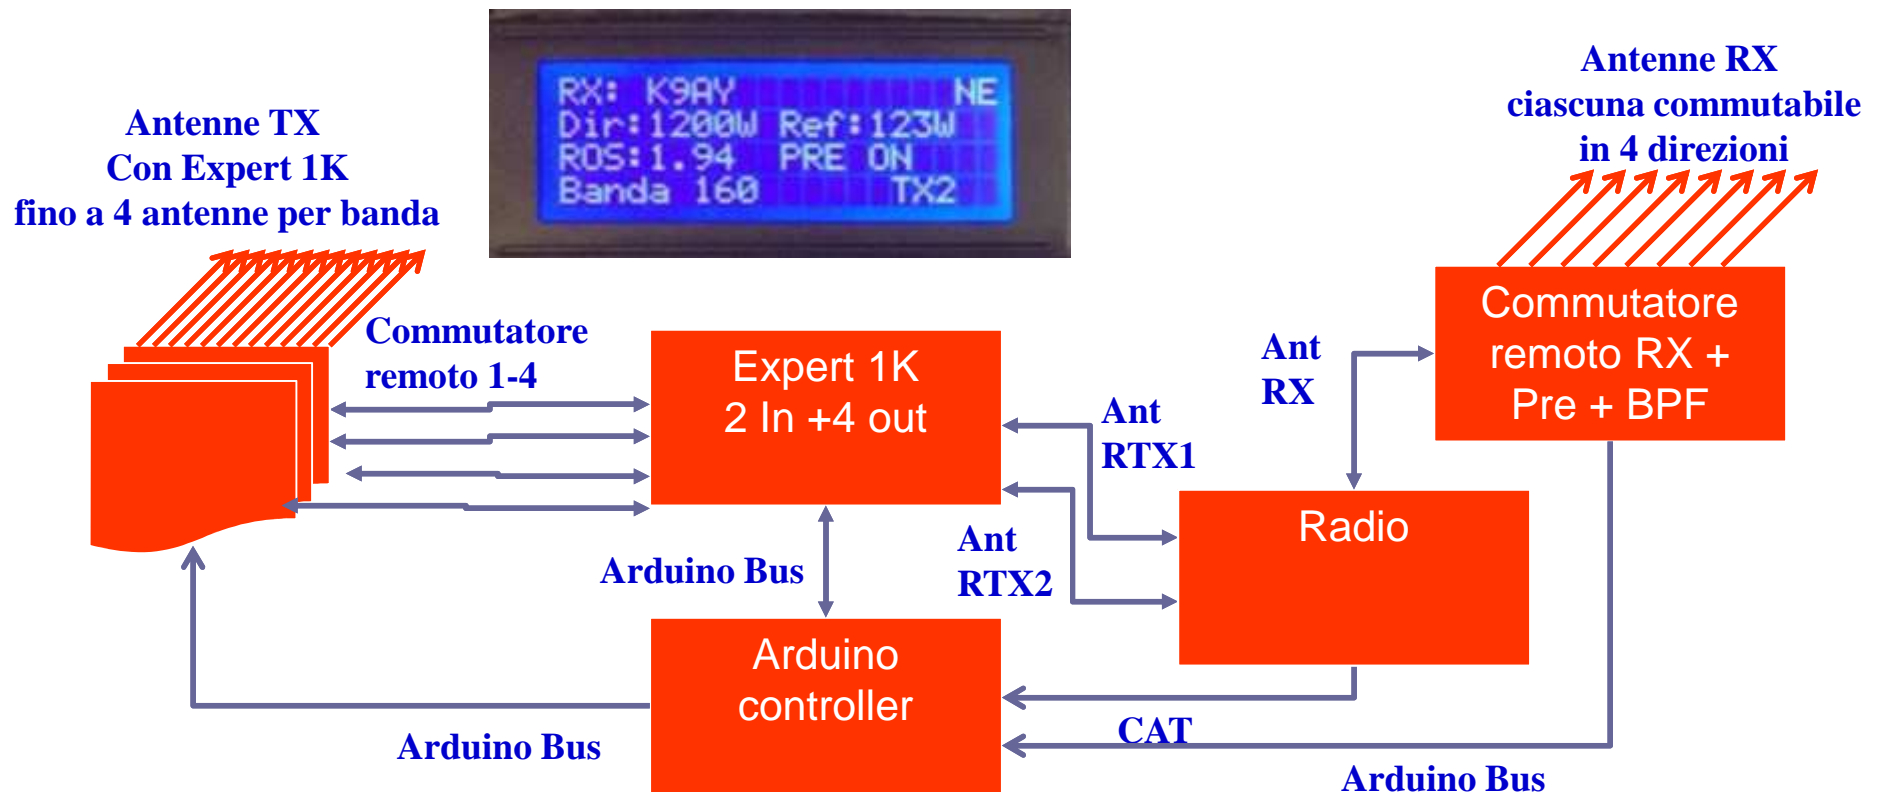 RX: K9AY NE
Dir:1200W Ref:123W
ROS:1.94 PRE ON
Banda 160 TX2
Antenne TX
Con Expert 1K
fino a 4 antenne per banda
Antenne RX
ciascuna commutabile
in 4 direzioni
Commutatore
remoto 1-4
Expert 1K
2 In +4 out
Ant
RTX1
Ant
RX
Commutatore
remoto RX +
Pre + BPF
Arduino Bus
Ant
RTX2
Radio
Arduino
controller
Arduino Bus
CAT
Arduino Bus